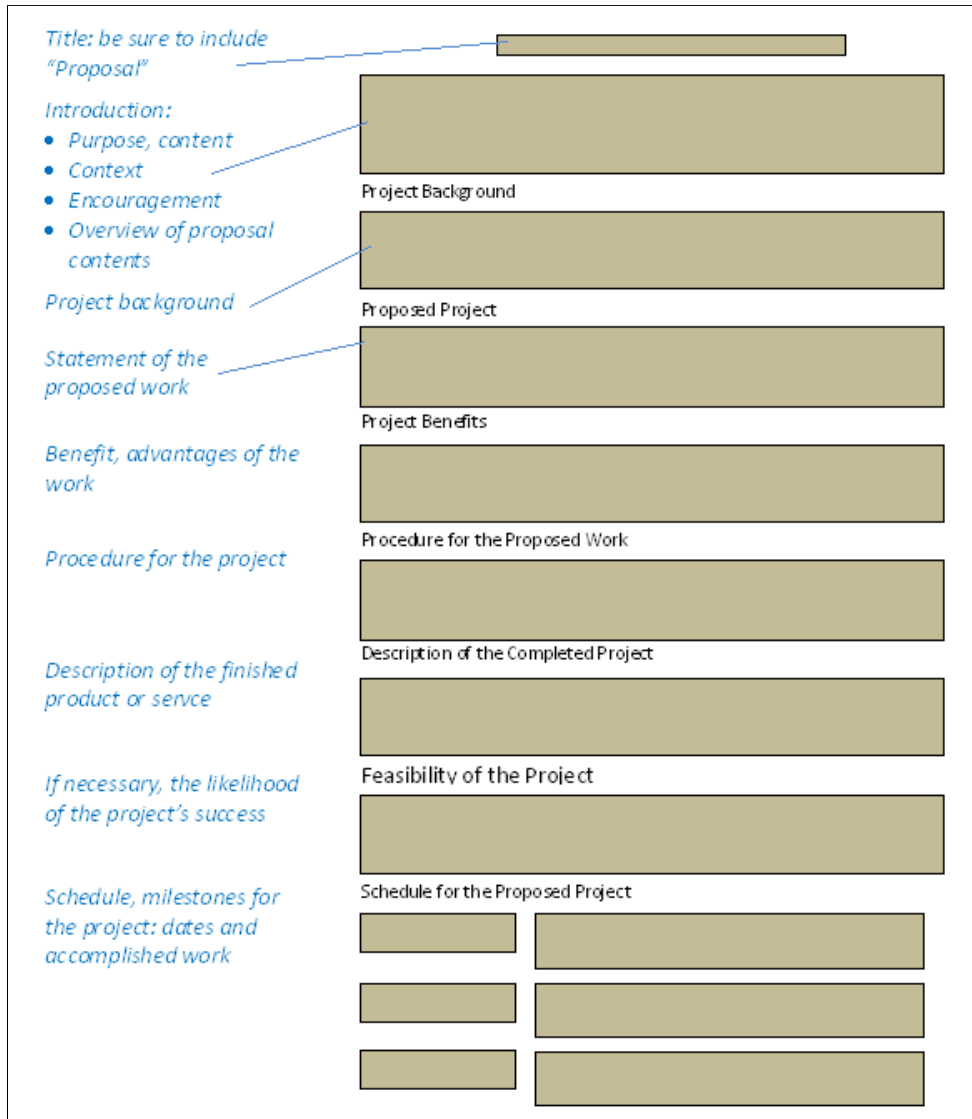 Title: be sure to include
“Proposal”
Introduction:
• Purpose, content
• Context
• Encouragement
• Overview of proposal
contents
Project background
Statement of the
proposed work
Benefit, advantages of the
work
Procedure for the project
Description of the finished
product or servce
If necessary, the likelihood
of the project’s success
Schedule, milestones for
the project: dates and
accomplished work
Project Background
Proposed Project
Project Benefits
Procedure for the Proposed Work
Description of the Completed Project
Feasibility of the Project
Schedule for the Proposed Project